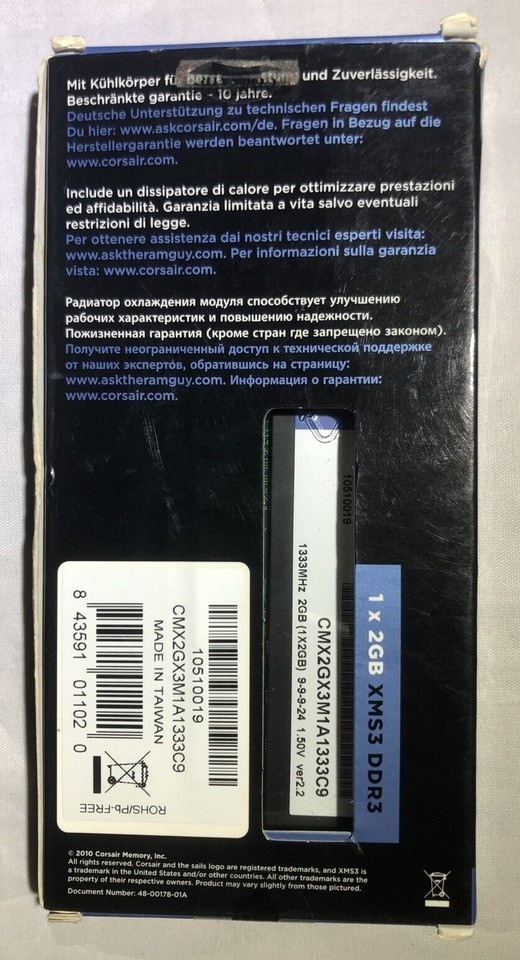 Mit Kühlkörper für und Zuverlässigkeit.
Beschränkte garantie - 10 jahre.
Deutsche Unterstützung zu technischen Fragen findest
Du hier: www.askcorsair.com/de. Fragen in Bezug auf die
Herstellergarantie werden beantwortet unter:
www.corsair.com.
Include un dissipatore di calore per ottimizzare prestazioni
ed affidabilità. Garanzia limitata a vita salvo eventuali
restrizioni di legge.
Per ottenere assistenza dai nostri tecnici esperti visita:
www.asktheramguy.com. Per informazioni sulla garanzia
vista: www.corsair.com.
Радиатор охлаждения модуля способствует улучшению
рабочих характеристик и повышению надежности.
Пожизненная гарантия (кроме стран где запрещено законом).
Получите неограниченный доступ к технической поддержке
от наших экспертóв, обратившись на страницу:
www.asktheramguy.com. Информация о гарантии:
www.corsair.com.
1 x 2GB XMS3 DDR3
10510019
CMX2GX3M1A1333C9
1333MHz 2GB (1X2GB) 9-9-9-24 1.50V ver2.2
10510019
CMX2GX3M1A1333C9
MADE IN TAIWAN
8 43591 01102 0
ROHS/Pb-FREE
© 2010 Corsair Memory, Inc.
All rights reserved. Corsair and the sails logo are registered trademarks, and XMS3 is
a trademark in the United States and/or other countries. All other trademarks are the
property of their respective owners. Product may vary slightly from those pictured.
Document Number: 48-00178-01A